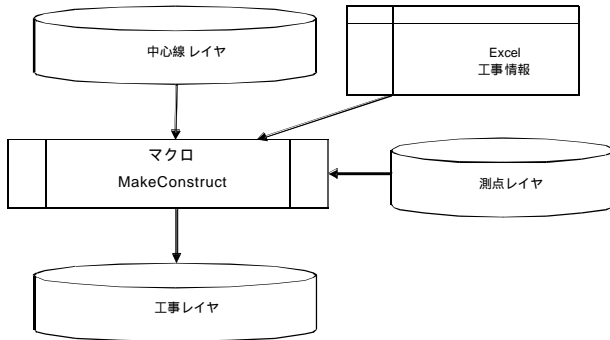 中心線 レイヤ
Excel
工事情報
マクロ
MakeConstruct
測点レイヤ
工事レイヤ